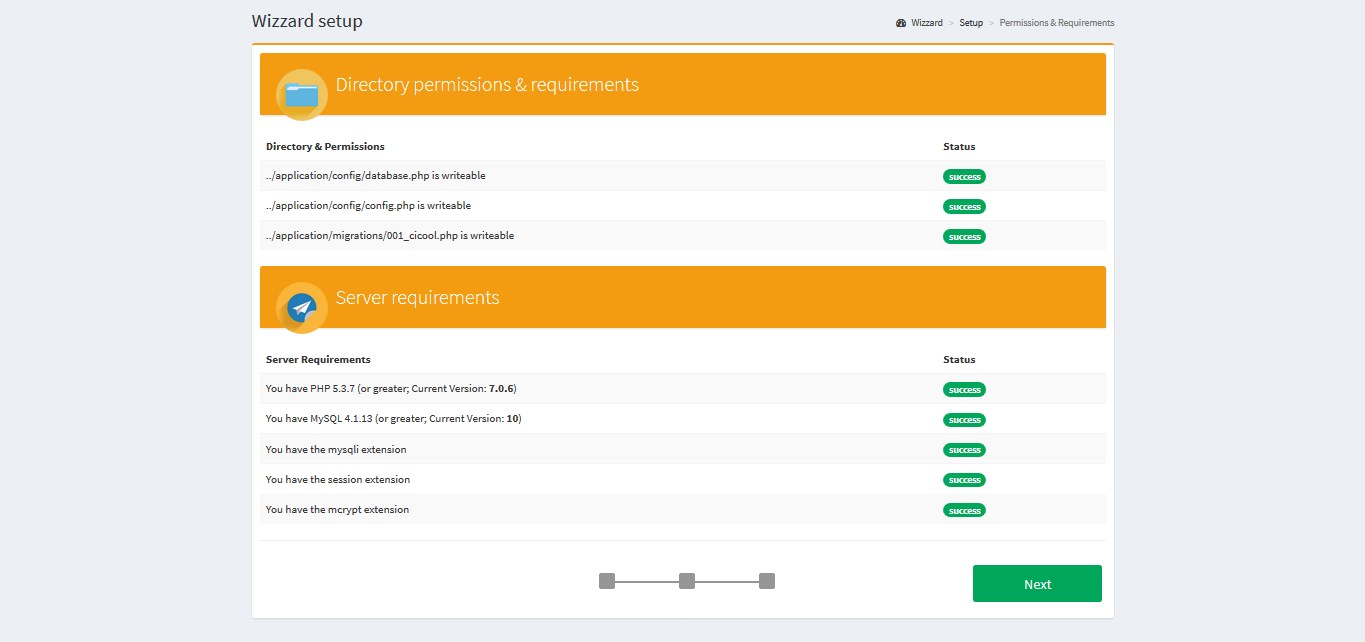 Wizzard setup
Wizzard > Setup > Permissions & Requirements
Directory permissions & requirements
Directory & Permissions Status
../application/config/database.php is writeable success
../application/config/config.php is writeable success
../application/migrations/001_cicool.php is writeable success
Server requirements
Server Requirements Status
You have PHP 5.3.7 (or greater; Current Version: 7.0.6) success
You have MySQL 4.1.13 (or greater; Current Version: 10) success
You have the mysqli extension success
You have the session extension success
You have the mcrypt extension success
Next